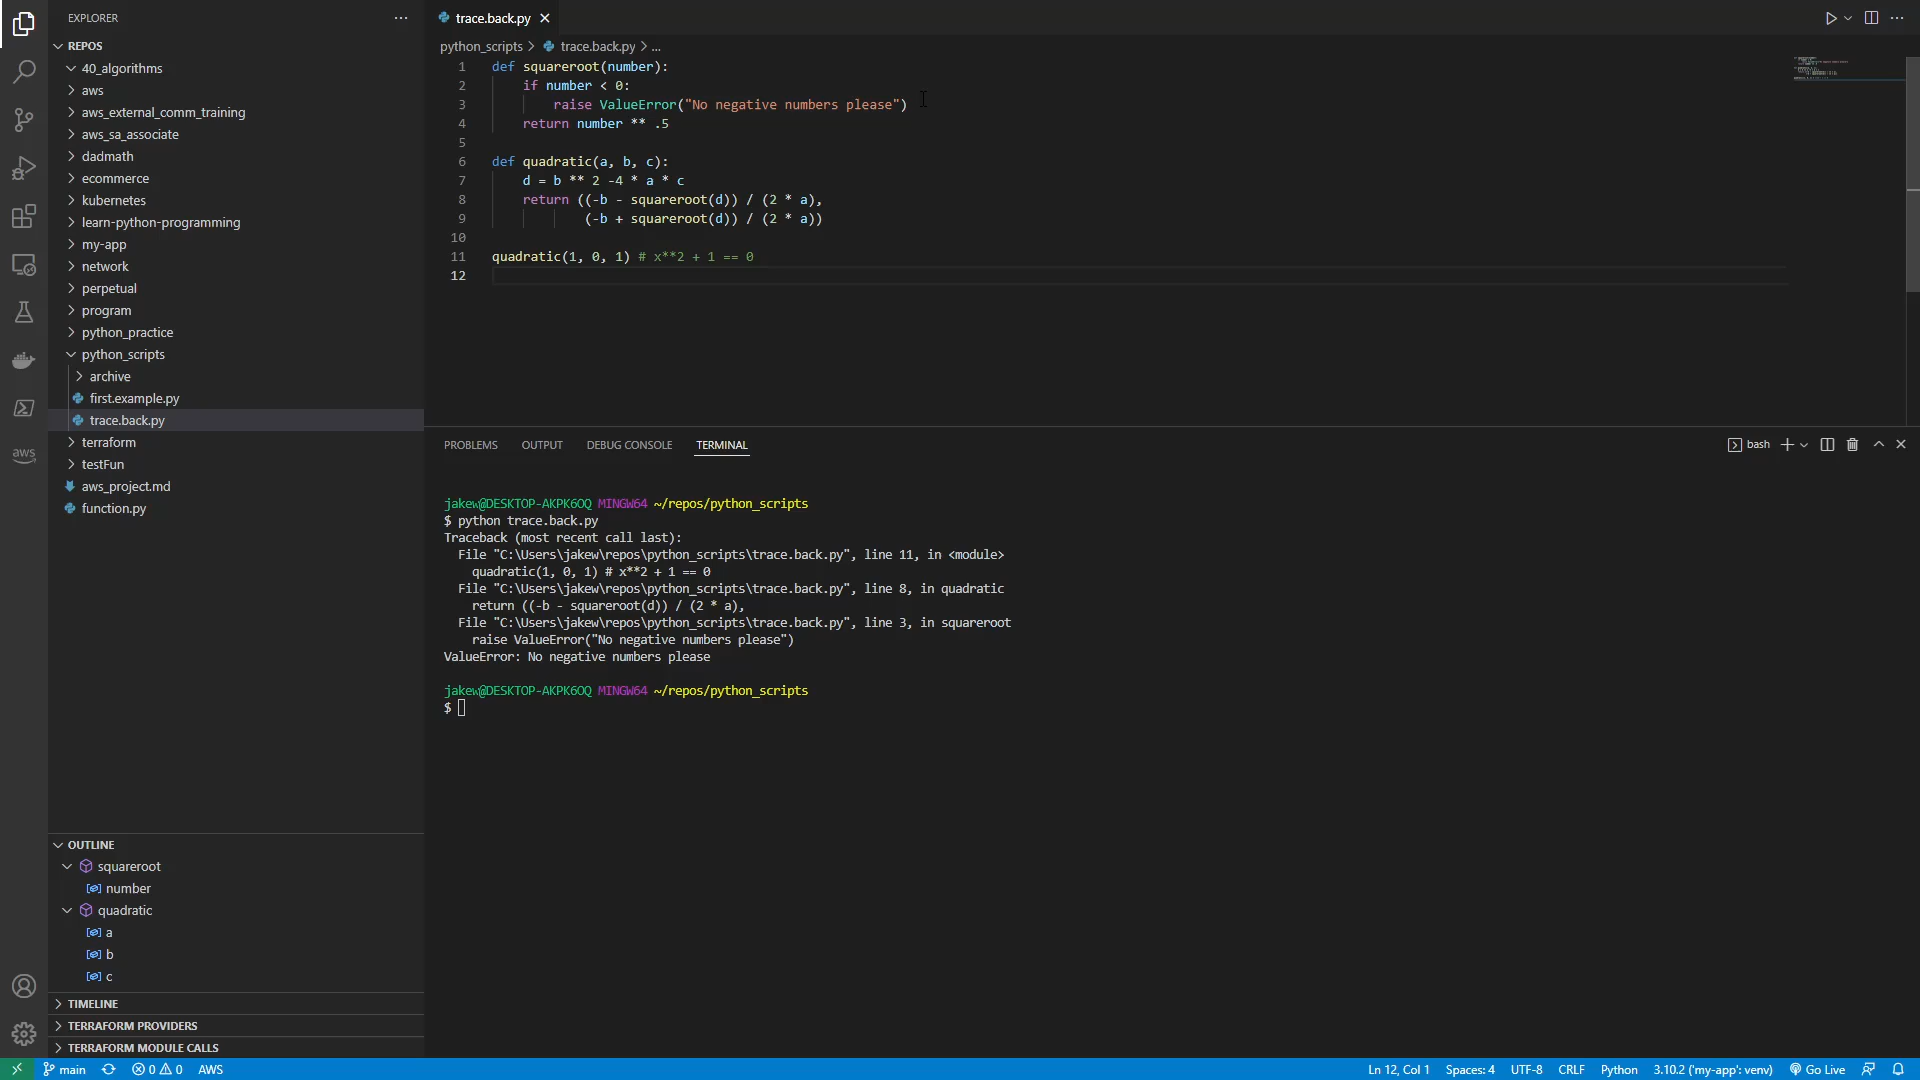 EXPLORER
REPOS
40_algorithms
aws
aws_external_comm_training
aws_sa_associate
dadmath
ecommerce
kubernetes
learn-python-programming
my-app
network
perpetual
program
python_practice
python_scripts
archive
first.example.py
trace.back.py
terraform
testFun
aws_project.md
function.py
OUTLINE
squareroot
number
quadratic
a
b
c
TIMELINE
TERRAFORM PROVIDERS
TERRAFORM MODULE CALLS
aws
trace.back.py
python_scripts > trace.back.py > ...
1 def squareroot(number):
2 if number < 0:
3 raise ValueError("No negative numbers please")
4 return number ** .5
5
6 def quadratic(a, b, c):
7 d = b ** 2 -4 * a * c
8 return ((-b - squareroot(d)) / (2 * a),
9 (-b + squareroot(d)) / (2 * a))
10
11 quadratic(1, 0, 1) # x**2 + 1 == 0
12
PROBLEMS OUTPUT DEBUG CONSOLE TERMINAL bash
jakew@DESKTOP-AKPK6OQ MINGW64 ~/repos/python_scripts
$ python trace.back.py
Traceback (most recent call last):
File "C:\Users\jakew\repos\python_scripts\trace.back.py", line 11, in <module>
quadratic(1, 0, 1) # x**2 + 1 == 0
File "C:\Users\jakew\repos\python_scripts\trace.back.py", line 8, in quadratic
return ((-b - squareroot(d)) / (2 * a),
File "C:\Users\jakew\repos\python_scripts\trace.back.py", line 3, in squareroot
raise ValueError("No negative numbers please")
ValueError: No negative numbers please
jakew@DESKTOP-AKPK6OQ MINGW64 ~/repos/python_scripts
$
main 0 0 AWS Ln 12, Col 1 Spaces: 4 UTF-8 CRLF Python 3.10.2 ('my-app': venv) Go Live